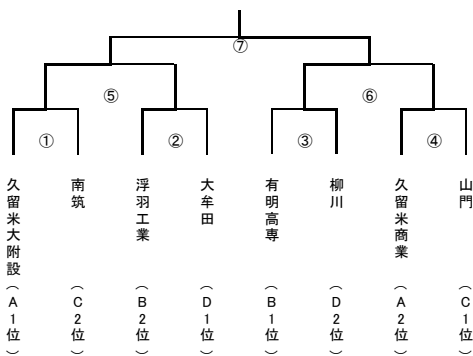 ⑦
⑤
⑥
①
②
③
④
久留米大附設（A1位）
南筑（C2位）
浮羽工業（B2位）
大牟田（D1位）
有明高専（B1位）
柳川（D2位）
久留米商業（A2位）
山門（C1位）